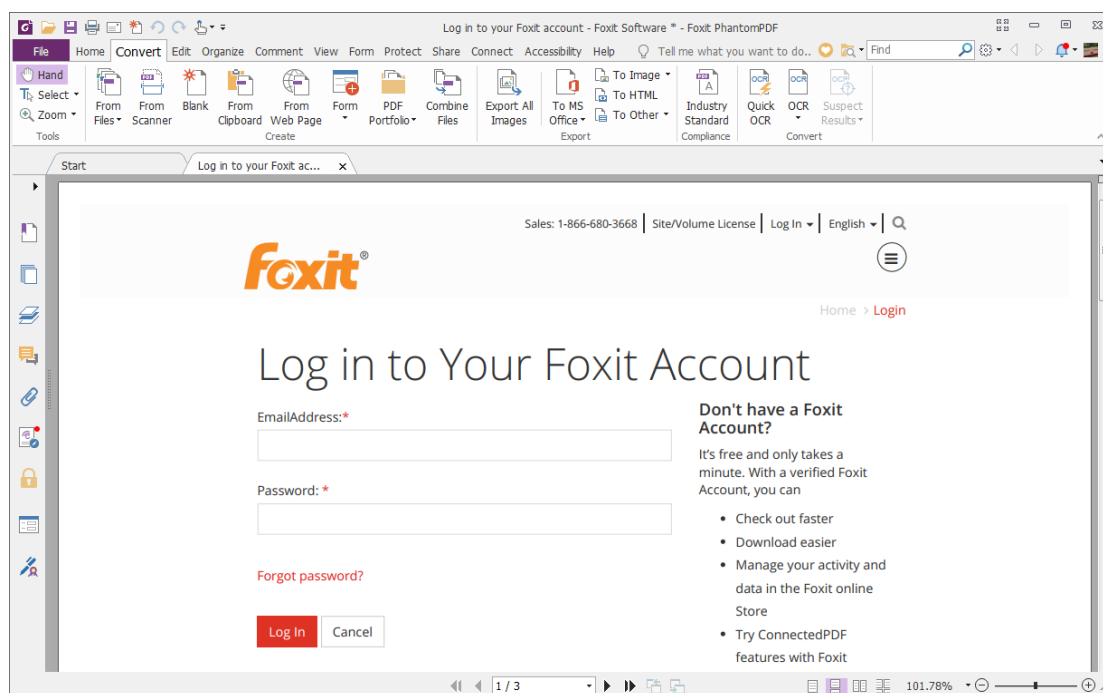 Log in to your Foxit account - Foxit Software * - Foxit PhantomPDF
File Home Convert Edit Organize Comment View Form Protect Share Connect Accessibility Help Tell me what you want to do.. Find
Hand
Select
Zoom
Tools
From Files
From Scanner
Blank
From Clipboard
From Web Page
Form
PDF Portfolio
Combine Files
Create
Export All Images
To MS Office
To Image
To HTML
To Other
Export
Industry Standard
Compliance
Quick OCR
OCR
Suspect Results
Convert
Start
Log in to your Foxit ac... x
Sales: 1-866-680-3668 Site/Volume License Log In English
Foxit®
Home > Login
Log in to Your Foxit Account
EmailAddress:*
Password: *
Forgot password?
Log In Cancel
Don't have a Foxit
Account?
It's free and only takes a
minute. With a verified Foxit
Account, you can
• Check out faster
• Download easier
• Manage your activity and
data in the Foxit online
Store
• Try ConnectedPDF
features with Foxit
1 / 3
101.78%